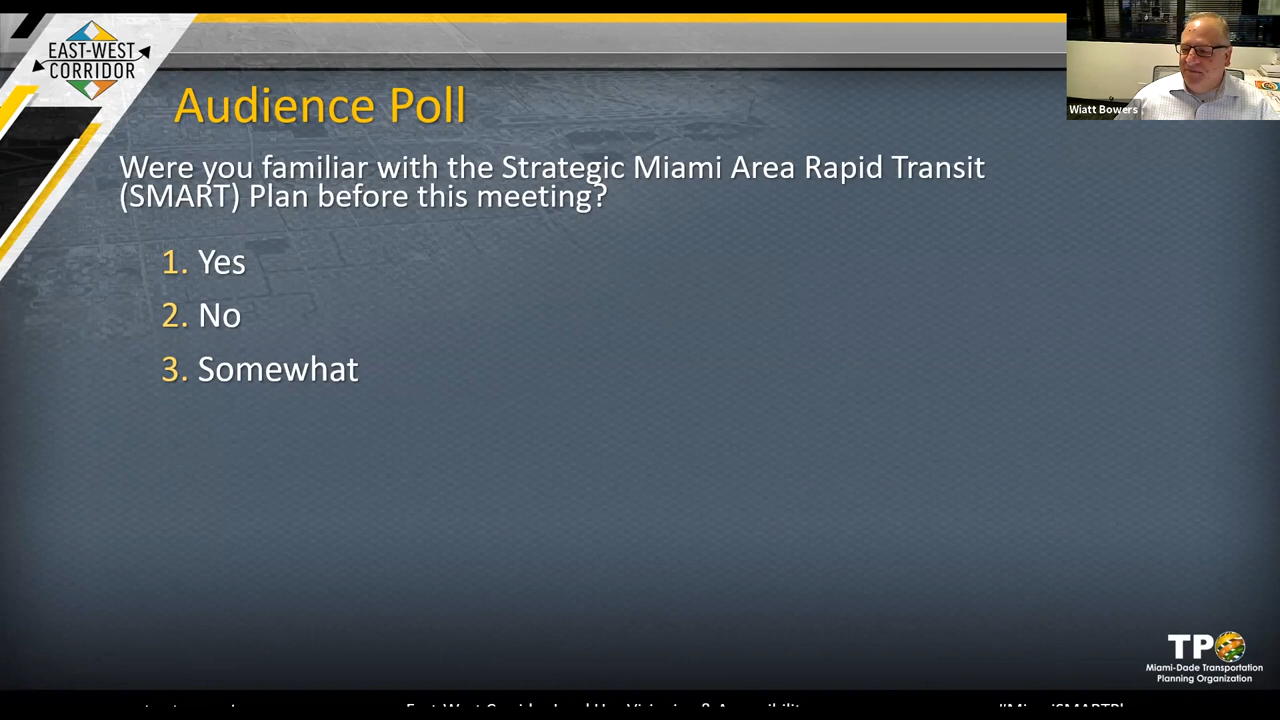 EAST-WEST
CORRIDOR
Audience Poll
Were you familiar with the Strategic Miami Area Rapid Transit
(SMART) Plan before this meeting?
1. Yes
2. No
3. Somewhat
Wiatt Bowers
TPO
Miami-Dade Transportation
Planning Organization